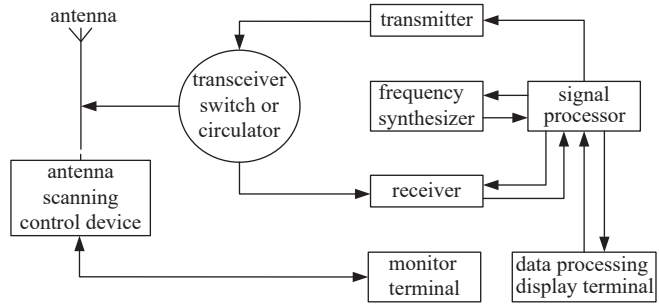 antenna
transmitter
transceiver
switch or
circulator
frequency
synthesizer
signal
processor
antenna
scanning
control device
receiver
monitor
terminal
data processing
display terminal